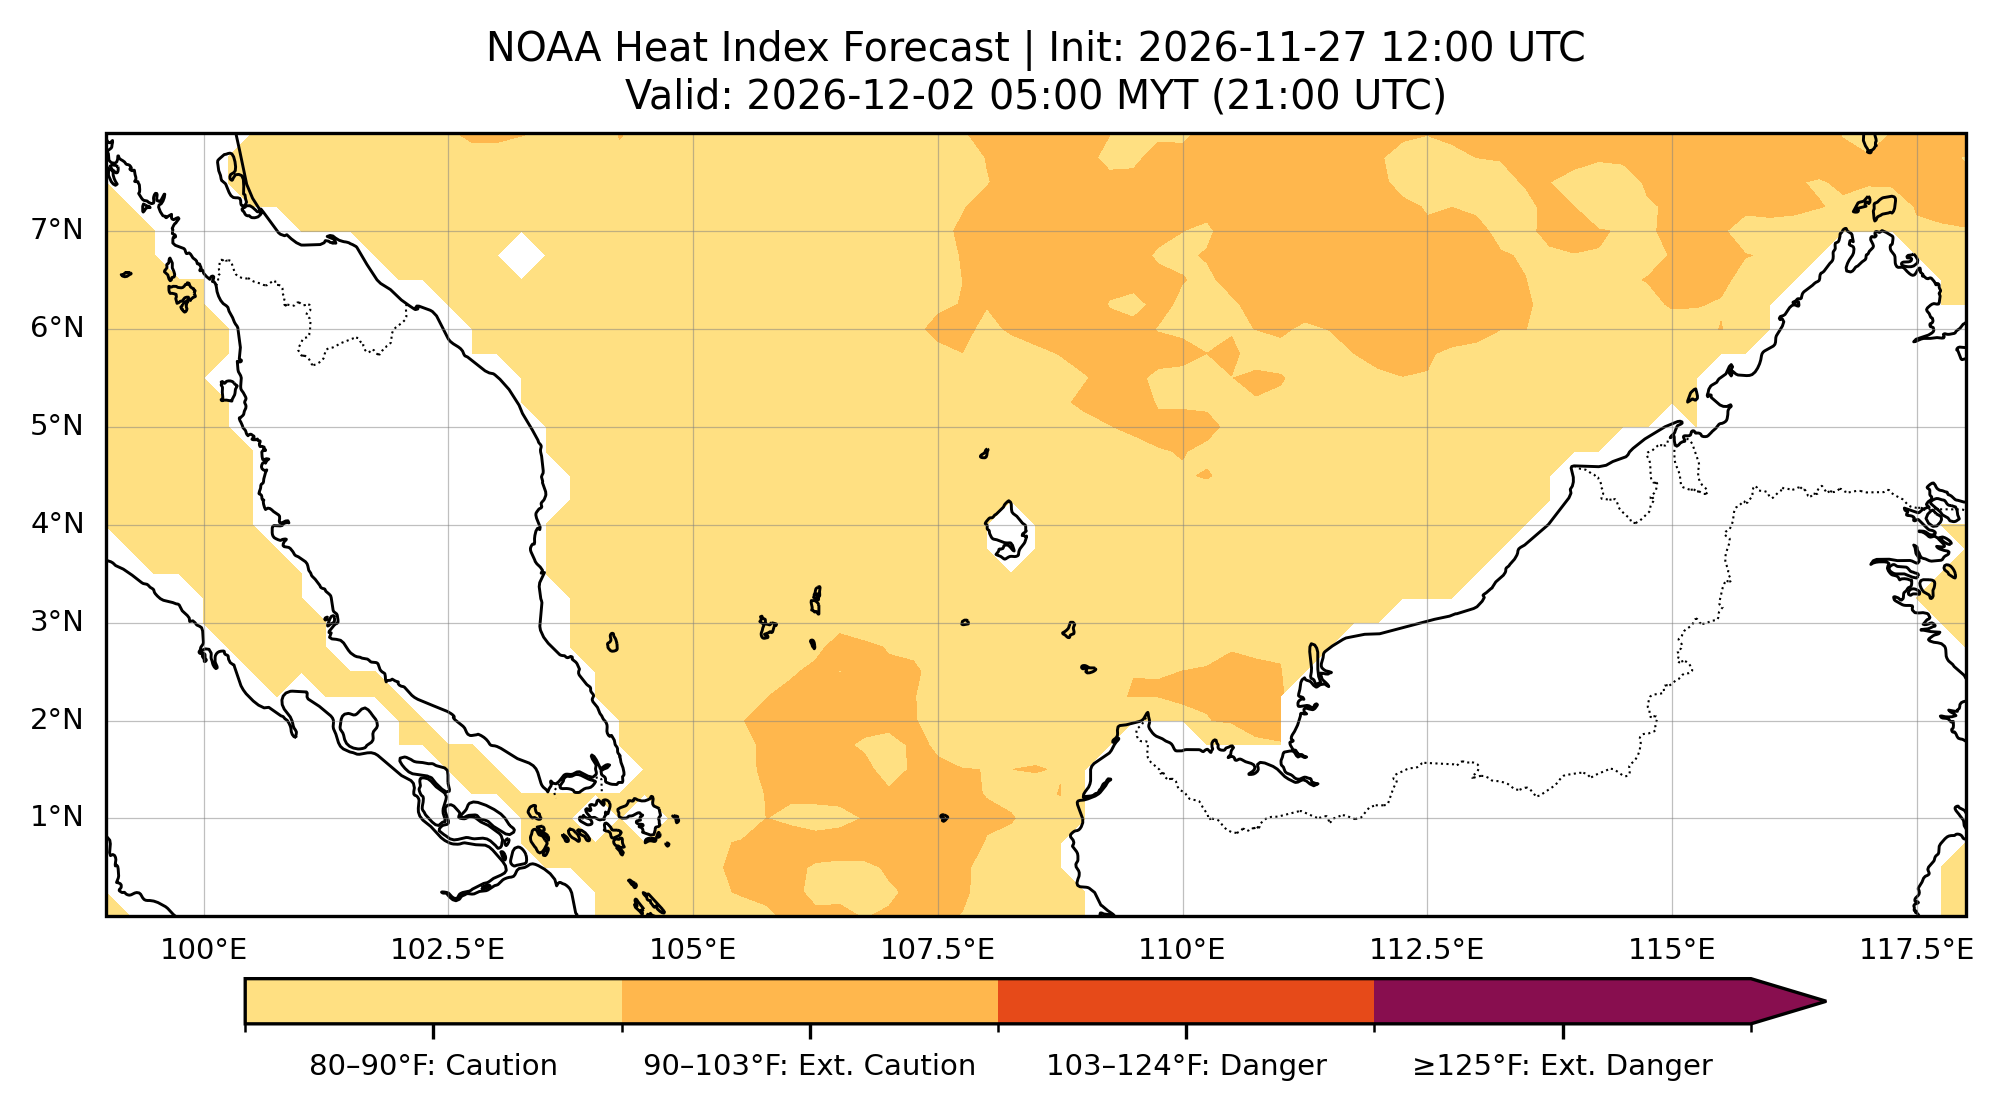 NOAA Heat Index Forecast | Init: 2026-11-27 12:00 UTC
Valid: 2026-12-02 05:00 MYT (21:00 UTC)
7°N
6°N
5°N
4°N
3°N
2°N
1°N
100°E 102.5°E 105°E 107.5°E 110°E 112.5°E 115°E 117.5°E
80–90°F: Caution 90–103°F: Ext. Caution 103–124°F: Danger ≥125°F: Ext. Danger